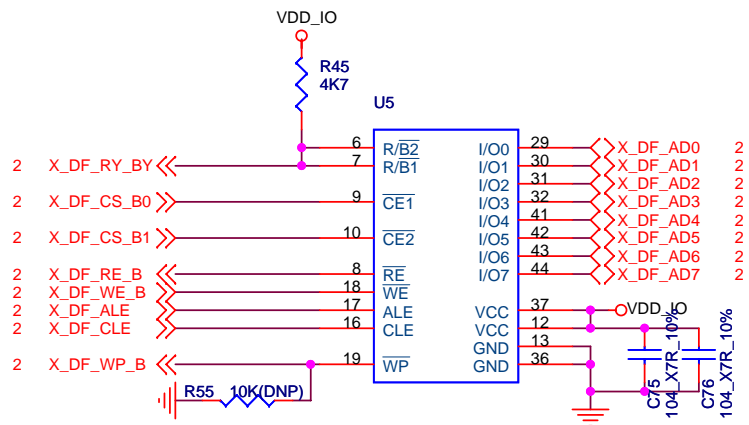 VDD_IO
R45
4K7
U5
2 X_DF_RY_BY 6 R/B2 I/O0 29 X_DF_AD0 2
7 R/B1 I/O1 30 X_DF_AD1 2
I/O2 31 X_DF_AD2 2
2 X_DF_CS_B0 9 CE1 I/O3 32 X_DF_AD3 2
I/O4 41 X_DF_AD4 2
2 X_DF_CS_B1 10 CE2 I/O5 42 X_DF_AD5 2
I/O6 43 X_DF_AD6 2
2 X_DF_RE_B 8 RE I/O7 44 X_DF_AD7 2
2 X_DF_WE_B 18 WE
2 X_DF_ALE 17 ALE VCC 37 VDD_IO
2 X_DF_CLE 16 CLE VCC 12
GND 13
2 X_DF_WP_B 19 WP GND 36
R55 10K(DNP)
C75
104_X7R_10%
C76
104_X7R_10%